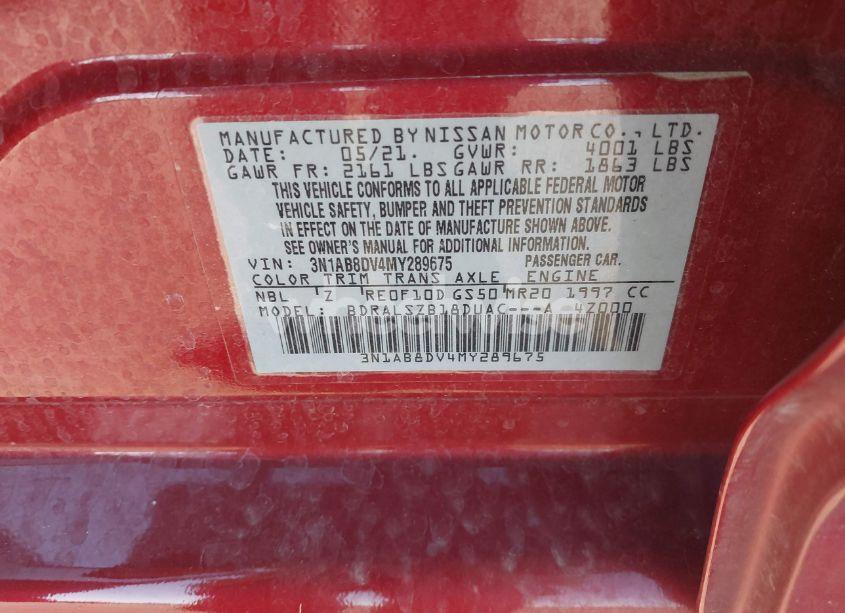 MANUFACTURED BY NISSAN MOTOR CO., LTD.
DATE: 05/21. GVWR: 4001 LBS
GAWR FR: 2161 LBS GAWR RR: 1863 LBS
THIS VEHICLE CONFORMS TO ALL APPLICABLE FEDERAL MOTOR
VEHICLE SAFETY, BUMPER AND THEFT PREVENTION STANDARDS
IN EFFECT ON THE DATE OF MANUFACTURE SHOWN ABOVE.
SEE OWNER'S MANUAL FOR ADDITIONAL INFORMATION.
VIN: 3N1AB8DV4MY289675 PASSENGER CAR.
COLOR TRIM TRANS AXLE ENGINE
NBL Z RE0F10D GS50 MR20 1997 CC
MODEL: BDRALSZB18DUAC---A 4Z000
3N1AB8DV4MY289675